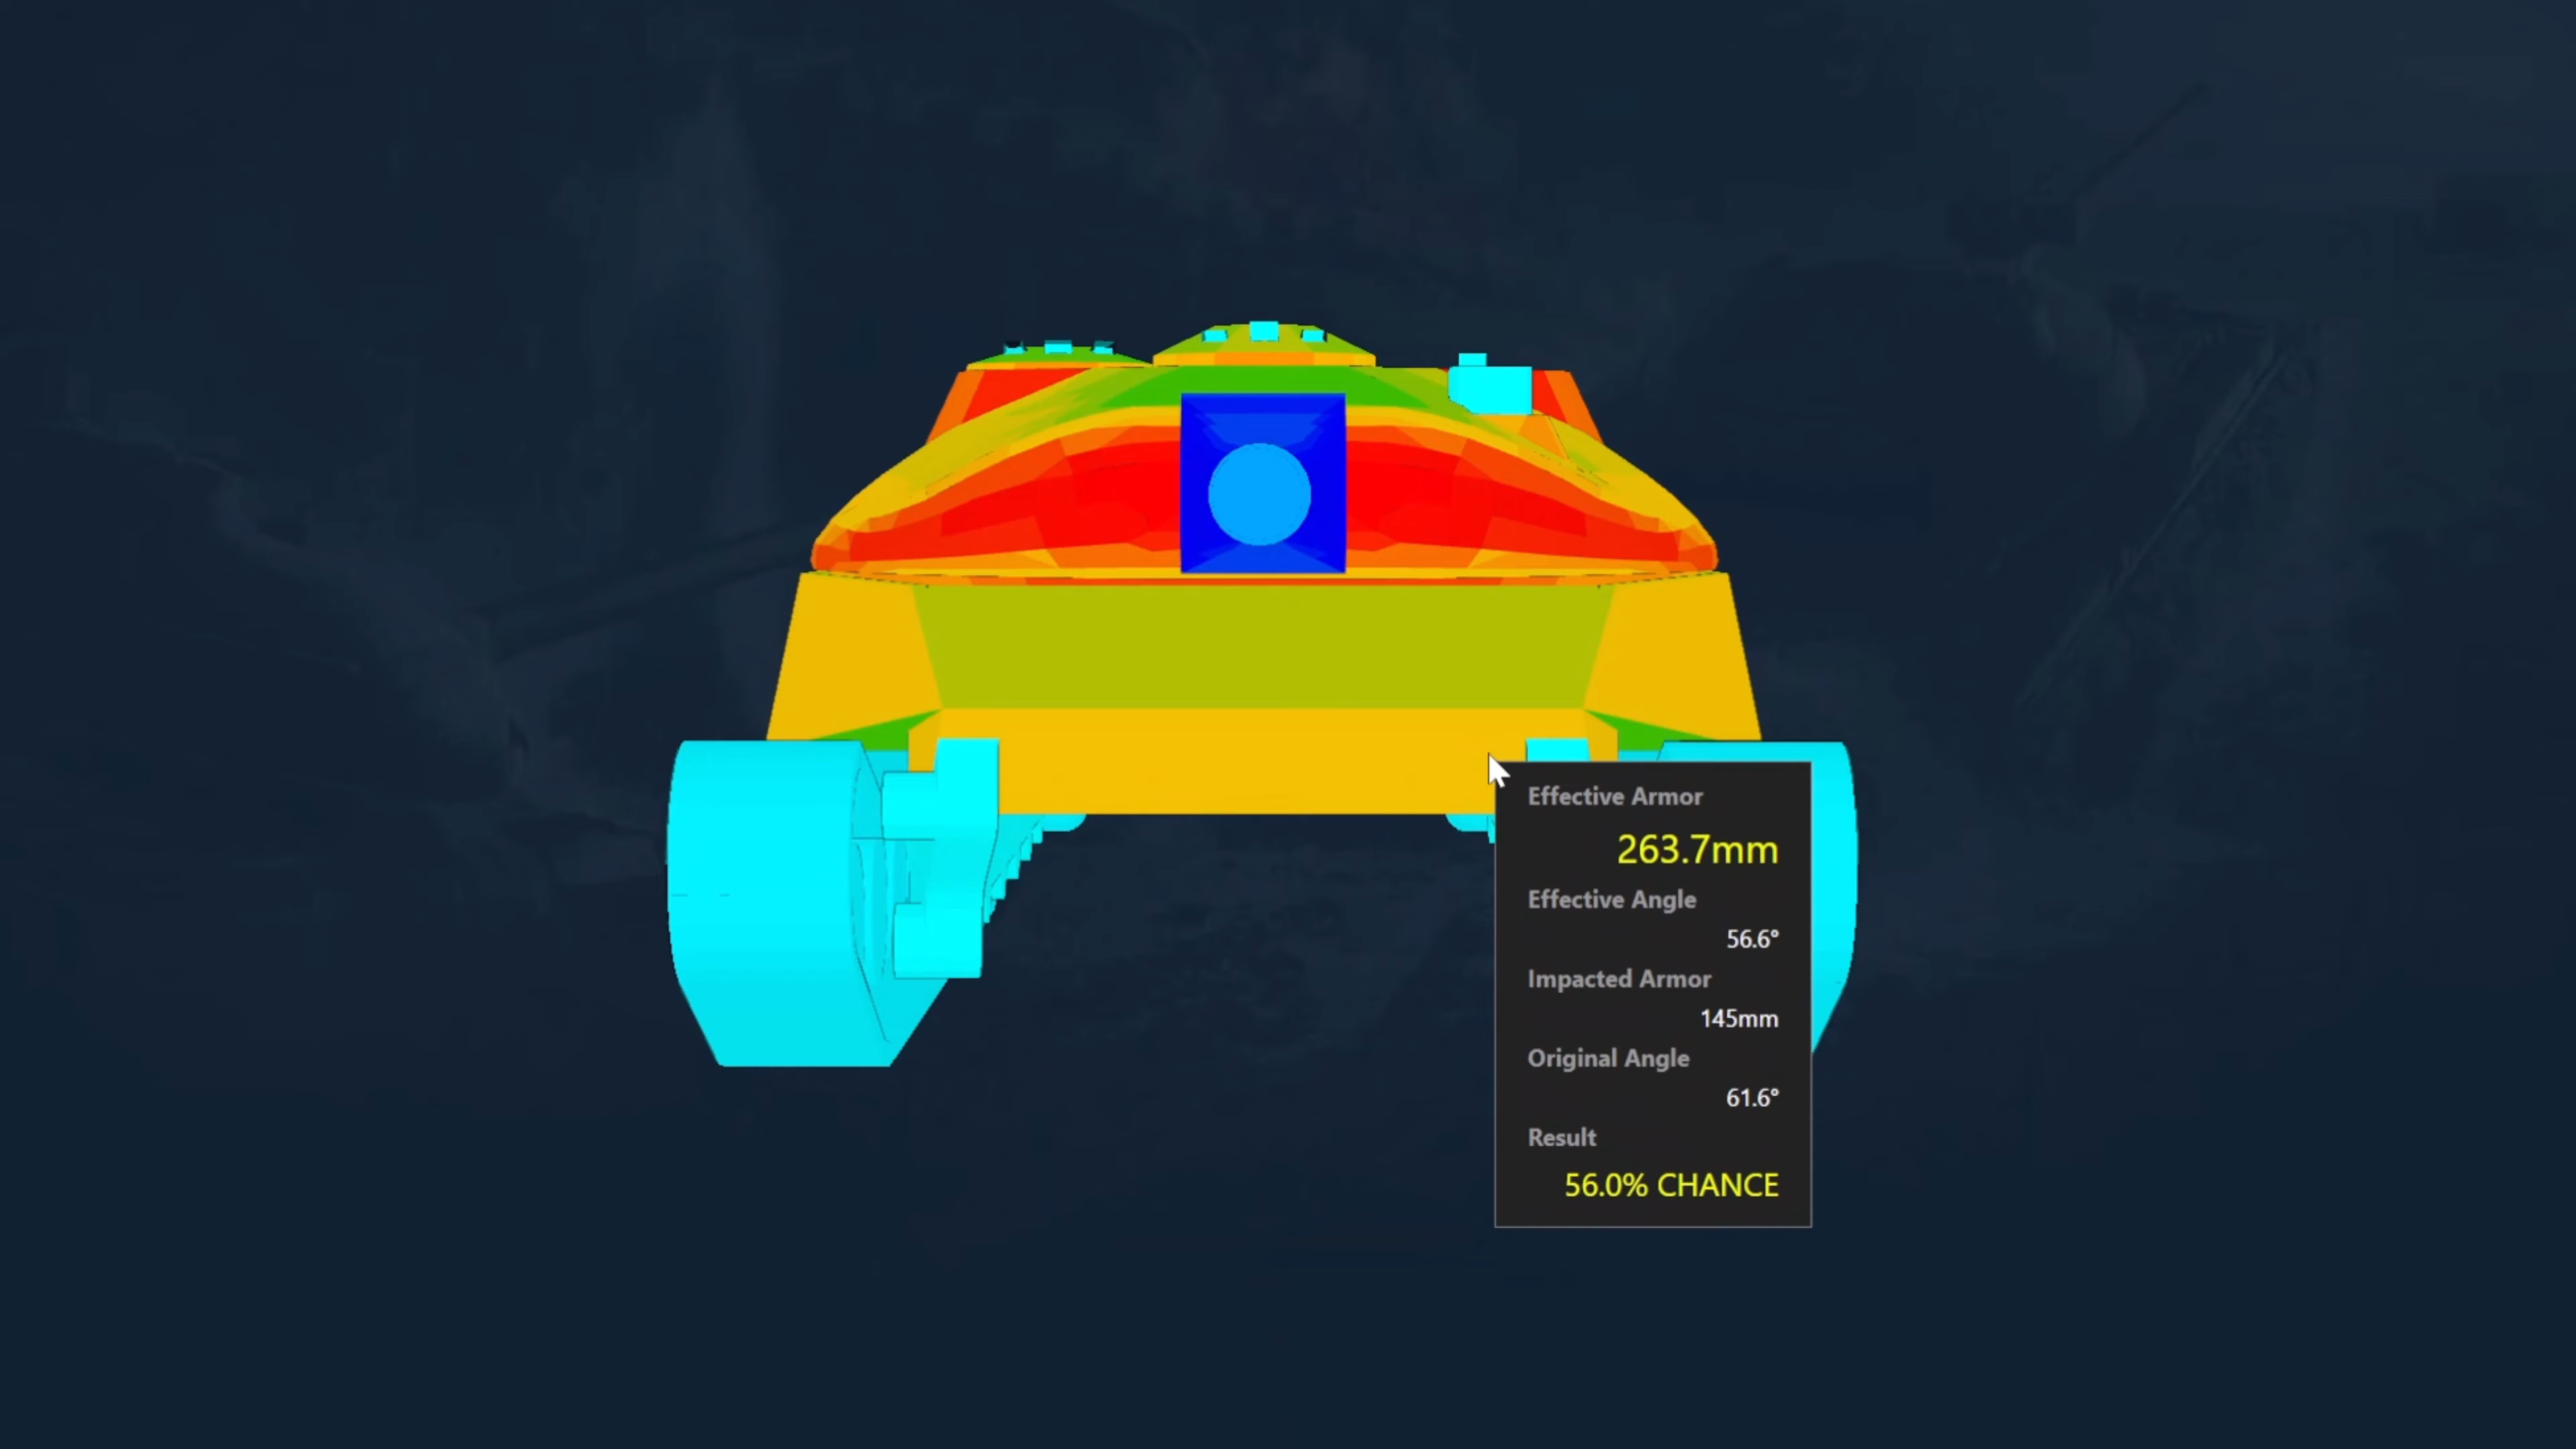 Effective Armor
263.7mm
Effective Angle
56.6°
Impacted Armor
145mm
Original Angle
61.6°
Result
56.0% CHANCE